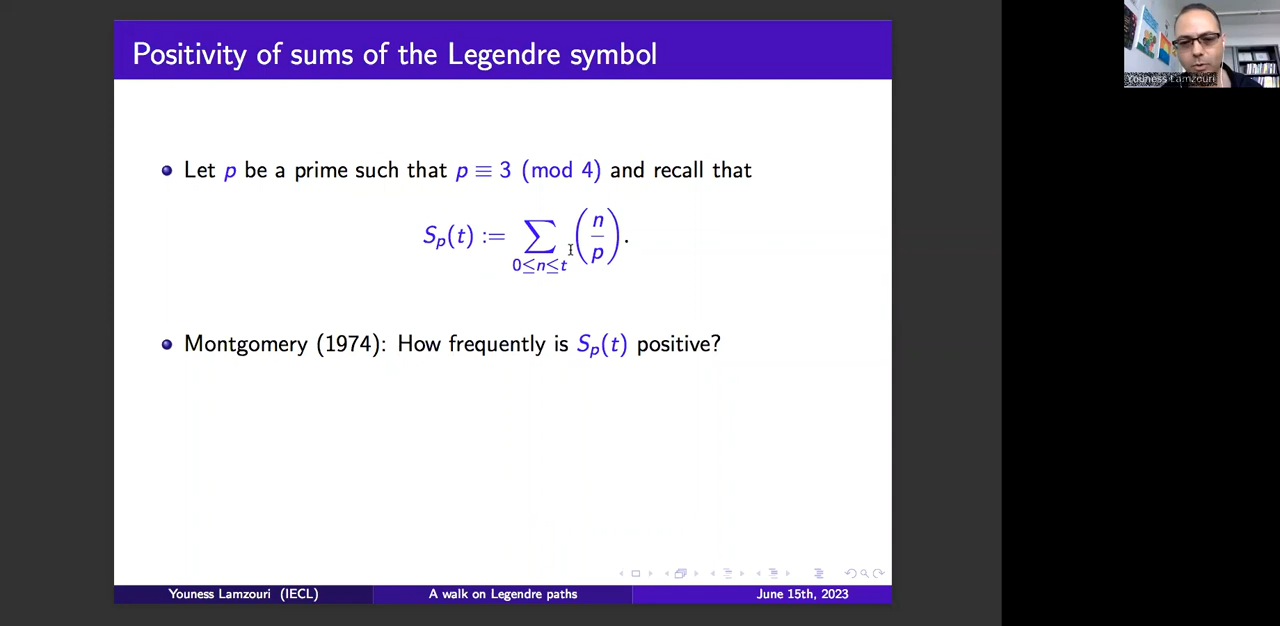 Positivity of sums of the Legendre symbol
Let p be a prime such that p ≡ 3 (mod 4) and recall that
S_p(t) := ∑_{0≤n≤t} (n/p).
Montgomery (1974): How frequently is S_p(t) positive?
Youness Lamzouri (IECL)
A walk on Legendre paths
June 15th, 2023
Youness Lamzouri